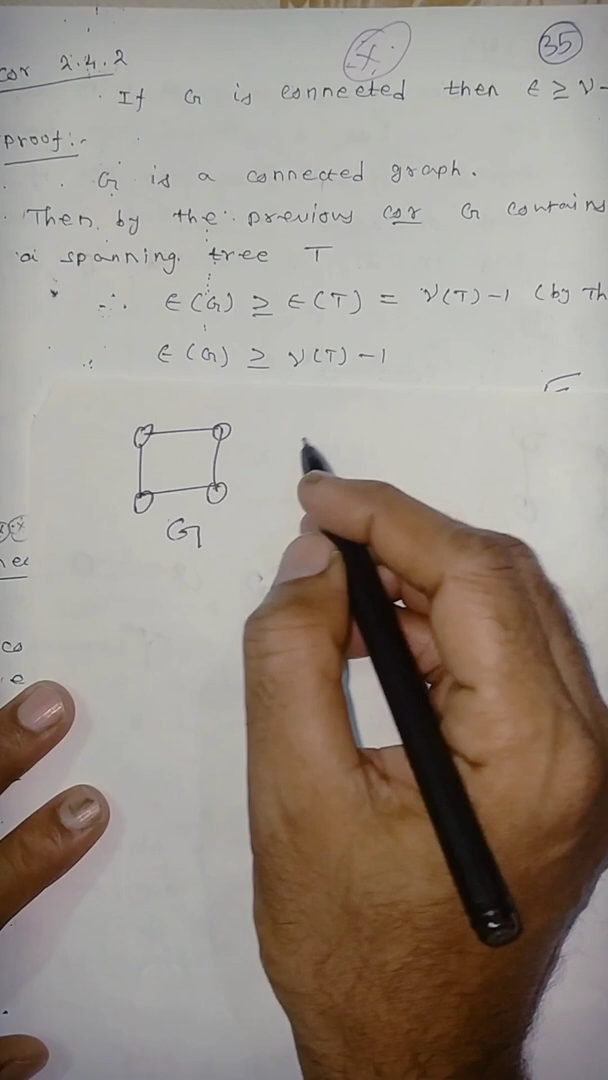 35
cor 2.4.2
If G is connected then ε ≥ ν -
proof:-
G is a connected graph.
Then by the previous cor G contains
a spanning tree T
∴ ε(G) ≥ ε(T) = ν(T)-1 (by Th
ε(G) ≥ ν(T)-1
G
co
e